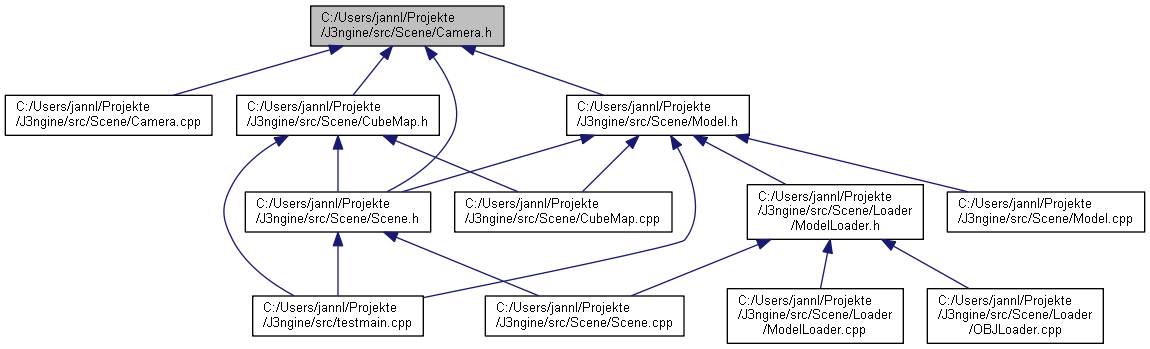 C:/Users/jannl/Projekte
/J3ngine/src/Scene/Camera.h
C:/Users/jannl/Projekte
/J3ngine/src/Scene/Camera.cpp
C:/Users/jannl/Projekte
/J3ngine/src/Scene/CubeMap.h
C:/Users/jannl/Projekte
/J3ngine/src/Scene/Model.h
C:/Users/jannl/Projekte
/J3ngine/src/Scene/Scene.h
C:/Users/jannl/Projekte
/J3ngine/src/Scene/CubeMap.cpp
C:/Users/jannl/Projekte
/J3ngine/src/Scene/Loader
/ModelLoader.h
C:/Users/jannl/Projekte
/J3ngine/src/Scene/Model.cpp
C:/Users/jannl/Projekte
/J3ngine/src/testmain.cpp
C:/Users/jannl/Projekte
/J3ngine/src/Scene/Scene.cpp
C:/Users/jannl/Projekte
/J3ngine/src/Scene/Loader
/ModelLoader.cpp
C:/Users/jannl/Projekte
/J3ngine/src/Scene/Loader
/OBJLoader.cpp